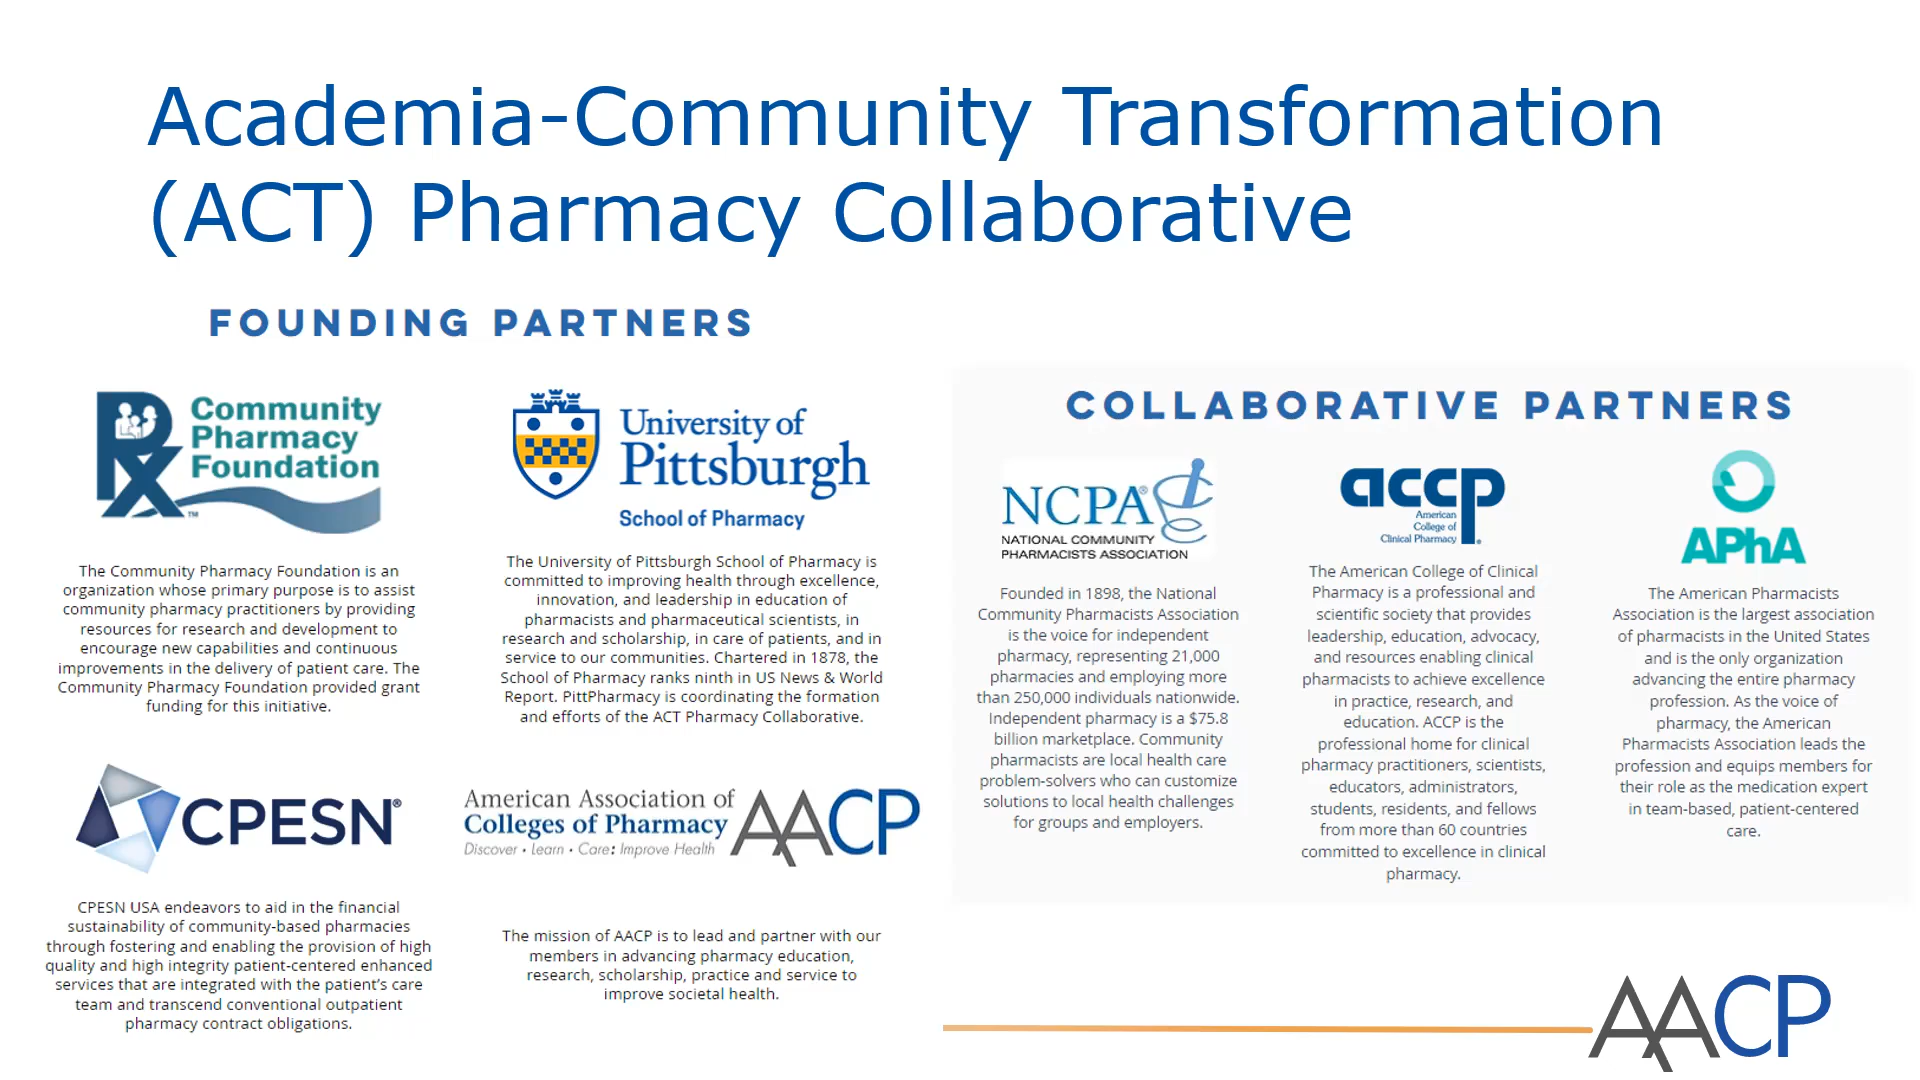 Academia-Community Transformation
(ACT) Pharmacy Collaborative
FOUNDING PARTNERS
Community
Pharmacy
Foundation
TM
The Community Pharmacy Foundation is an
organization whose primary purpose is to assist
community pharmacy practitioners by providing
resources for research and development to
encourage new capabilities and continuous
improvements in the delivery of patient care. The
Community Pharmacy Foundation provided grant
funding for this initiative.
University of
Pittsburgh
School of Pharmacy
The University of Pittsburgh School of Pharmacy is
committed to improving health through excellence,
innovation, and leadership in education of
pharmacists and pharmaceutical scientists, in
research and scholarship, in care of patients, and in
service to our communities. Chartered in 1878, the
School of Pharmacy ranks ninth in US News & World
Report. PittPharmacy is coordinating the formation
and efforts of the ACT Pharmacy Collaborative.
CPESN®
CPESN USA endeavors to aid in the financial
sustainability of community-based pharmacies
through fostering and enabling the provision of high
quality and high integrity patient-centered enhanced
services that are integrated with the patient's care
team and transcend conventional outpatient
pharmacy contract obligations.
American Association of
Colleges of Pharmacy
Discover • Learn • Care: Improve Health
AACP
The mission of AACP is to lead and partner with our
members in advancing pharmacy education,
research, scholarship, practice and service to
improve societal health.
COLLABORATIVE PARTNERS
NCPA®
NATIONAL COMMUNITY
PHARMACISTS ASSOCIATION
Founded in 1898, the National
Community Pharmacists Association
is the voice for independent
pharmacy, representing 21,000
pharmacies and employing more
than 250,000 individuals nationwide.
Independent pharmacy is a $75.8
billion marketplace. Community
pharmacists are local health care
problem-solvers who can customize
solutions to local health challenges
for groups and employers.
accp
American
College of
Clinical Pharmacy
The American College of Clinical
Pharmacy is a professional and
scientific society that provides
leadership, education, advocacy,
and resources enabling clinical
pharmacists to achieve excellence
in practice, research, and
education. ACCP is the
professional home for clinical
pharmacy practitioners, scientists,
educators, administrators,
students, residents, and fellows
from more than 60 countries
committed to excellence in clinical
pharmacy.
APhA
The American Pharmacists
Association is the largest association
of pharmacists in the United States
and is the only organization
advancing the entire pharmacy
profession. As the voice of
pharmacy, the American
Pharmacists Association leads the
profession and equips members for
their role as the medication expert
in team-based, patient-centered
care.
AACP